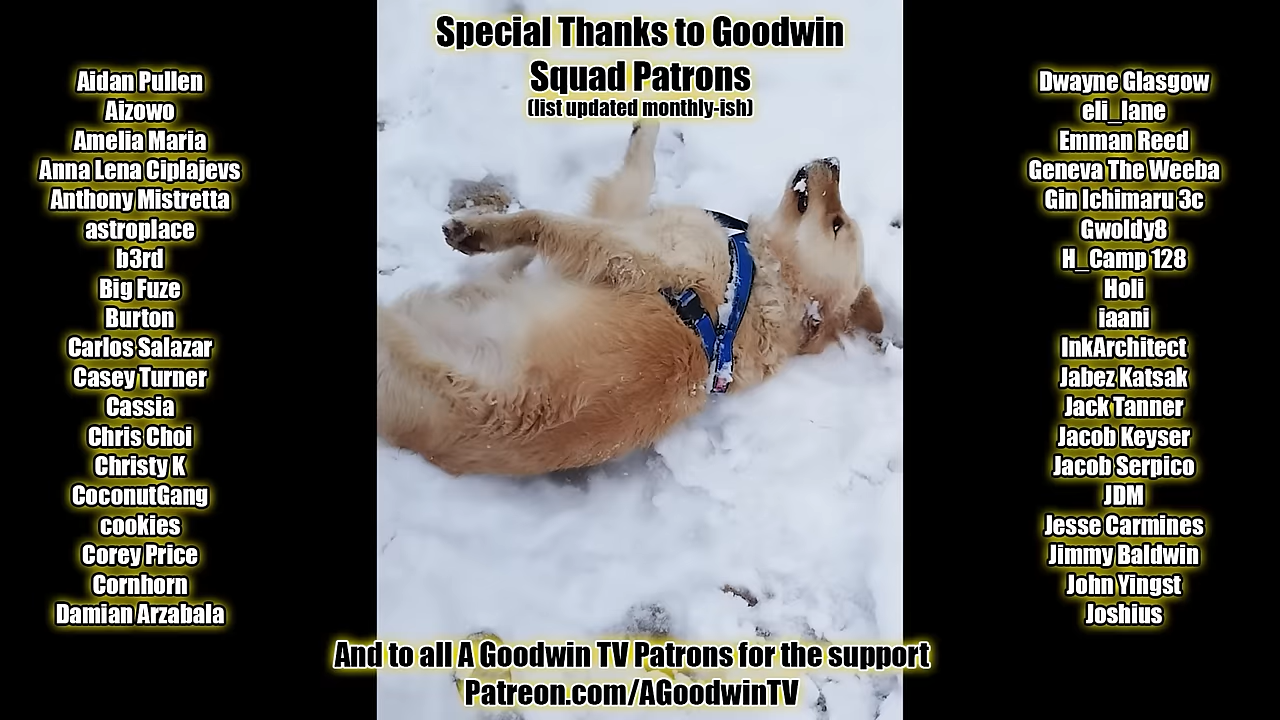 Special Thanks to Goodwin
Squad Patrons
(list updated monthly-ish)
Aidan Pullen
Aizowo
Amelia Maria
Anna Lena Ciplajevs
Anthony Mistretta
astroplace
b3rd
Big Fuze
Burton
Carlos Salazar
Casey Turner
Cassia
Chris Choi
Christy K
CoconutGang
cookies
Corey Price
Cornhorn
Damian Arzabala
Dwayne Glasgow
eli_lane
Emman Reed
Geneva The Weeba
Gin Ichimaru 3c
Gwoldy8
H_Camp 128
Holi
iaani
InkArchitect
Jabez Katsak
Jack Tanner
Jacob Keyser
Jacob Serpico
JDM
Jesse Carmines
Jimmy Baldwin
John Yingst
Joshius
And to all A Goodwin TV Patrons for the support
Patreon.com/AGoodwinTV